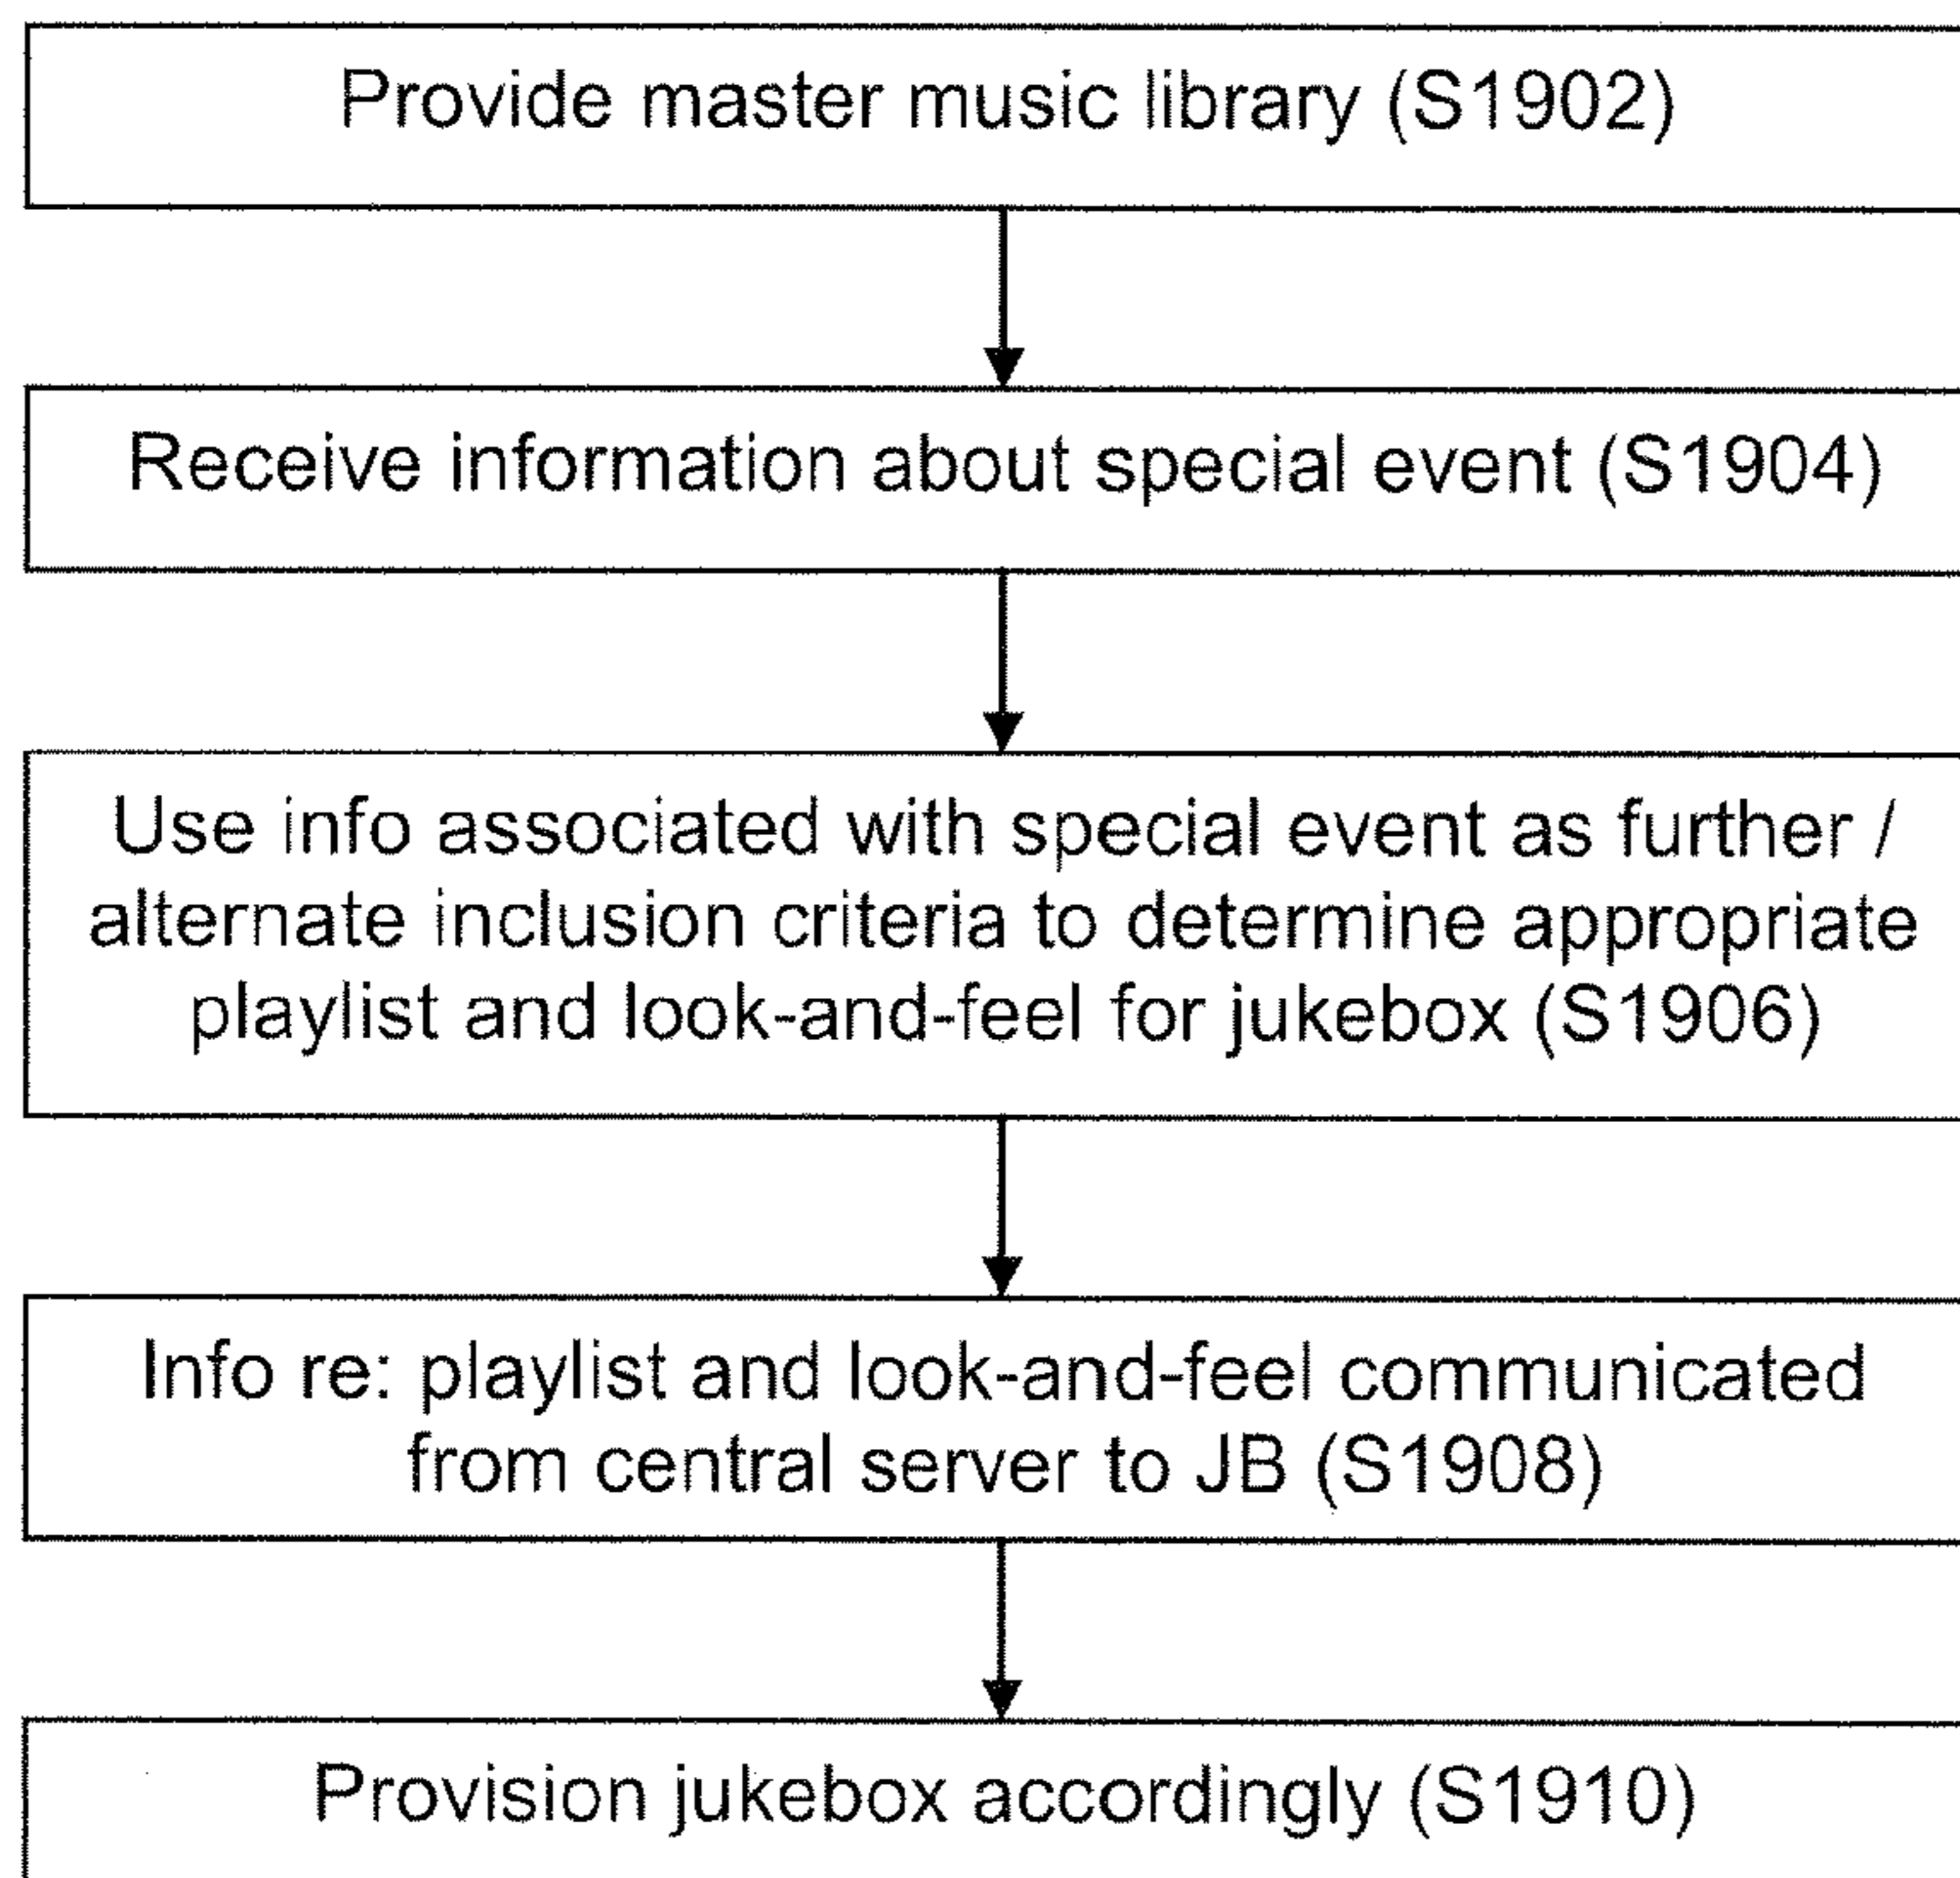 Provide master music library (S1902)
Receive information about special event (S1904)
Use info associated with special event as further /
alternate inclusion criteria to determine appropriate
playlist and look-and-feel for jukebox (S1906)
Info re: playlist and look-and-feel communicated
from central server to JB (S1908)
Provision jukebox accordingly (S1910)